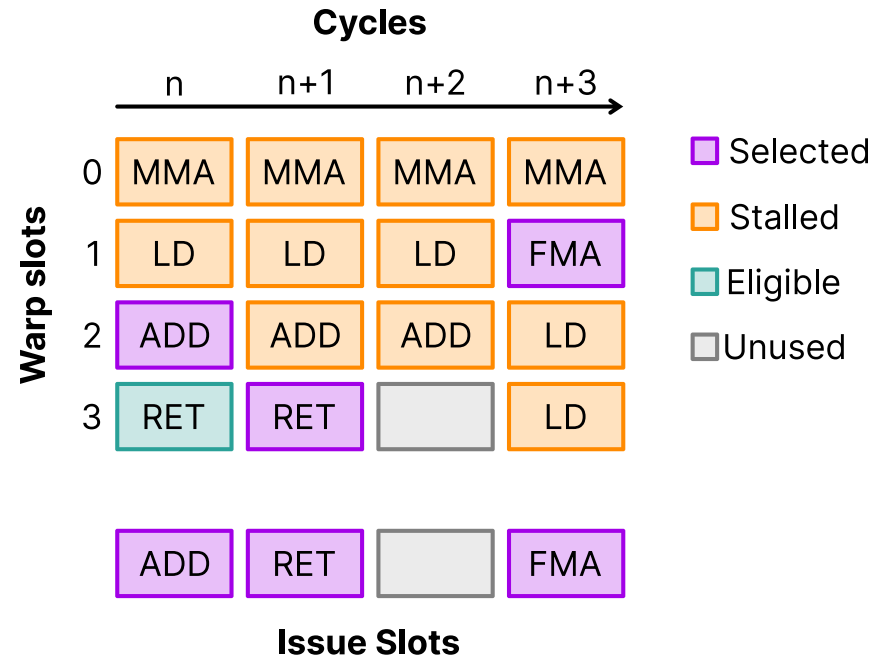 Cycles
n n+1 n+2 n+3
0 MMA MMA MMA MMA
1 LD LD LD FMA
2 ADD ADD ADD LD
3 RET RET LD
Warp slots
Selected
Stalled
Eligible
Unused
ADD RET FMA
Issue Slots